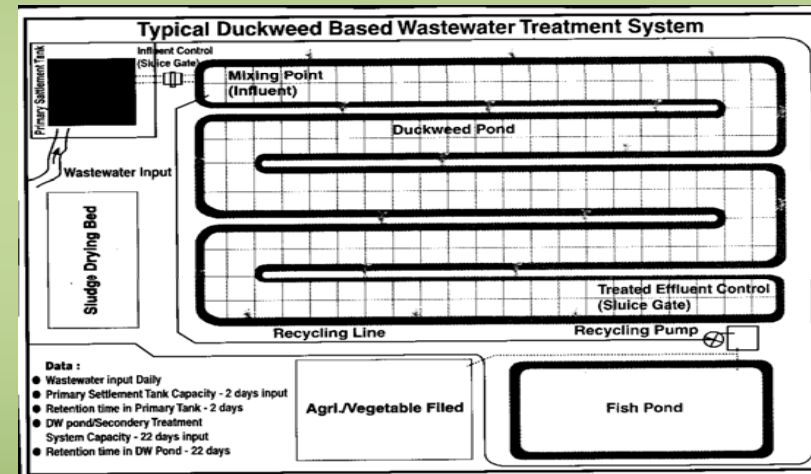 Typical Duckweed Based Wastewater Treatment System
Primary Settlement Tank
Influent Control
(Sluice Gate)
Mixing Point
(Influent)
Duckweed Pond
Wastewater Input
Sludge Drying Bed
Treated Effluent Control
(Sluice Gate)
Recycling Line
Recycling Pump
Data :
● Wastewater input Daily
● Primary Settlement Tank Capacity - 2 days input
● Retention time in Primary Tank - 2 days
● DW pond/Secondery Treatment
System Capacity - 22 days input
● Retention time in DW Pond - 22 days
Agrl./Vegetable Filed
Fish Pond